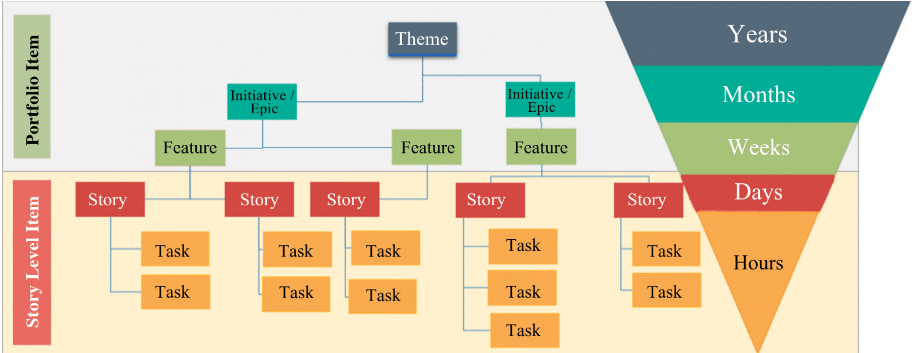 Portfolio Item
Theme
Years
Initiative /
Epic
Initiative /
Epic
Months
Feature
Feature
Feature
Weeks
Story Level Item
Story
Story
Story
Story
Story
Days
Task
Task
Task
Task
Task
Hours
Task
Task
Task
Task
Task
Task